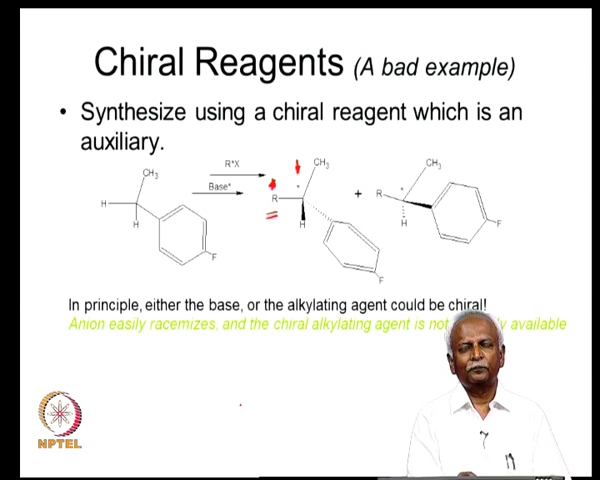 Chiral Reagents (A bad example)
• Synthesize using a chiral reagent which is an
auxiliary.
CH3
H
H
F
R*X
Base*
CH3
*
R
H
F
+
CH3
*
R
H
F
In principle, either the base, or the alkylating agent could be chiral!
Anion easily racemizes, and the chiral alkylating agent is not available
NPTEL